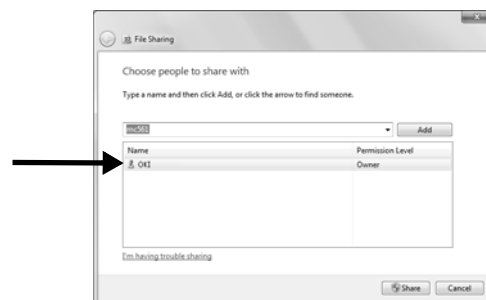 File Sharing
Choose people to share with
Type a name and then click Add, or click the arrow to find someone.
mc561
Add
Name Permission Level
OKI Owner
I'm having trouble sharing
Share Cancel